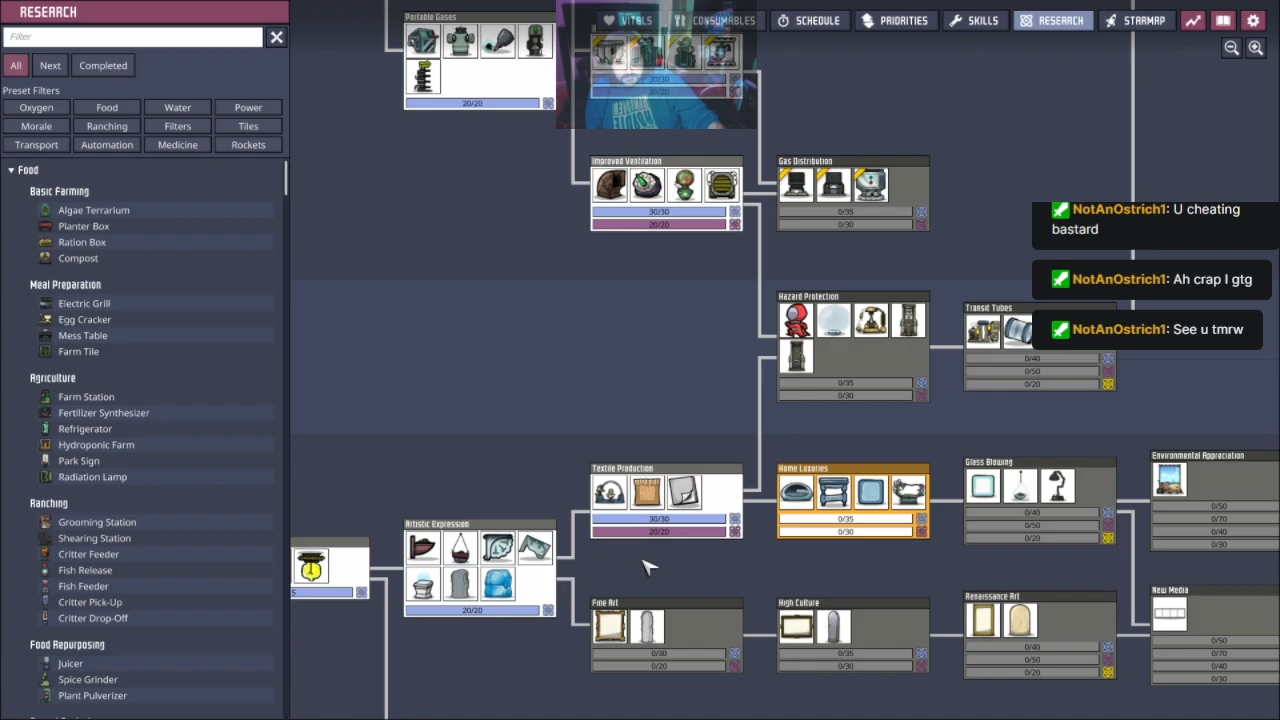 RESEARCH
VITALS
CONSUMABLES
SCHEDULE
PRIORITIES
SKILLS
RESEARCH
STARMAP
Filter
All
Next
Completed
Preset Filters
Oxygen
Food
Water
Power
Morale
Ranching
Filters
Tiles
Transport
Automation
Medicine
Rockets
Food
Basic Farming
Algae Terrarium
Planter Box
Ration Box
Compost
Meal Preparation
Electric Grill
Egg Cracker
Mess Table
Farm Tile
Agriculture
Farm Station
Fertilizer Synthesizer
Refrigerator
Hydroponic Farm
Park Sign
Radiation Lamp
Ranching
Grooming Station
Shearing Station
Critter Feeder
Fish Release
Fish Feeder
Critter Pick-Up
Critter Drop-Off
Food Repurposing
Juicer
Spice Grinder
Plant Pulverizer
Portable Gases
20/20
30/30
20/20
Improved Ventilation
30/30
20/20
Gas Distribution
0/35
0/30
Hazard Protection
0/35
0/30
Transit Tubes
0/40
0/50
0/20
Textile Production
30/30
20/20
Home Luxuries
0/35
0/30
Glass Blowing
0/40
0/50
0/20
Environmental Appreciation
0/50
0/70
0/40
0/30
Artistic Expression
20/20
Fine Art
0/30
0/20
High Culture
0/35
0/30
Renaissance Art
0/40
0/50
0/20
New Media
0/50
0/70
0/40
0/30
NotAnOstrich1: U cheating
bastard
NotAnOstrich1: Ah crap I gtg
NotAnOstrich1: See u tmrw